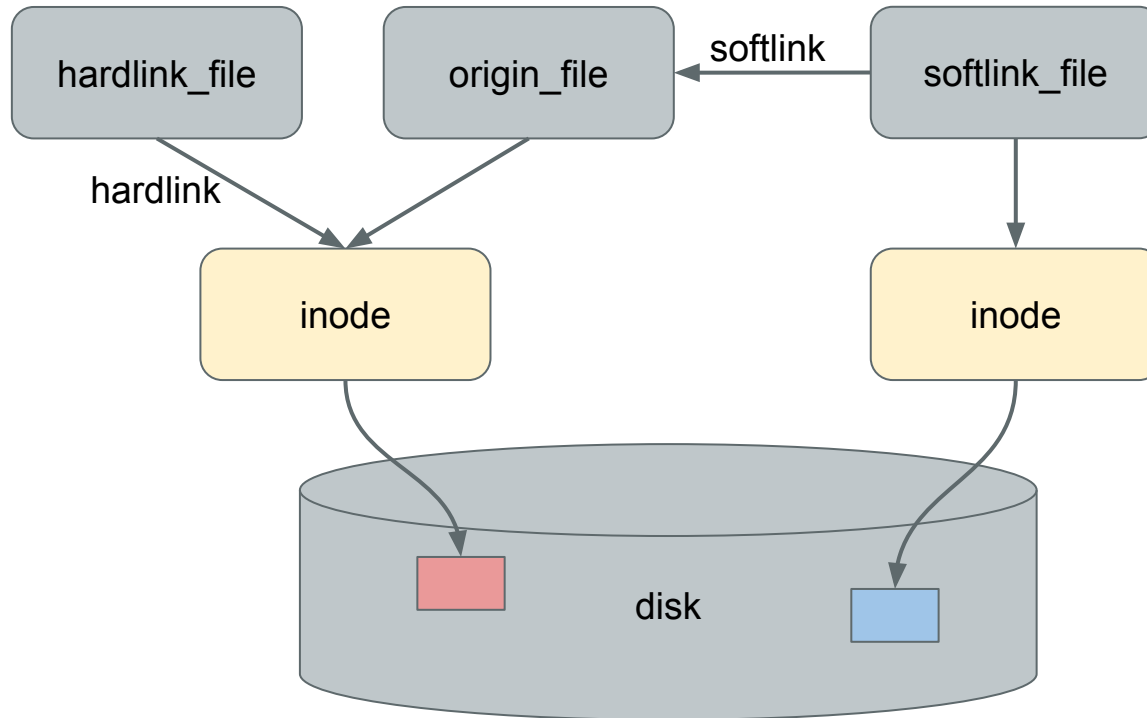 hardlink_file
origin_file
softlink
softlink_file
hardlink
inode
inode
disk